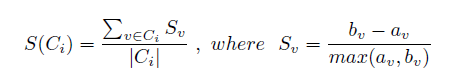 S(C_i) = \frac{\sum_{v \in C_i} S_v}{|C_i|} , where S_v = \frac{b_v - a_v}{max(a_v, b_v)}